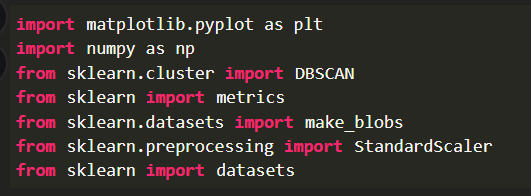 import matplotlib.pyplot as plt
import numpy as np
from sklearn.cluster import DBSCAN
from sklearn import metrics
from sklearn.datasets import make_blobs
from sklearn.preprocessing import StandardScaler
from sklearn import datasets